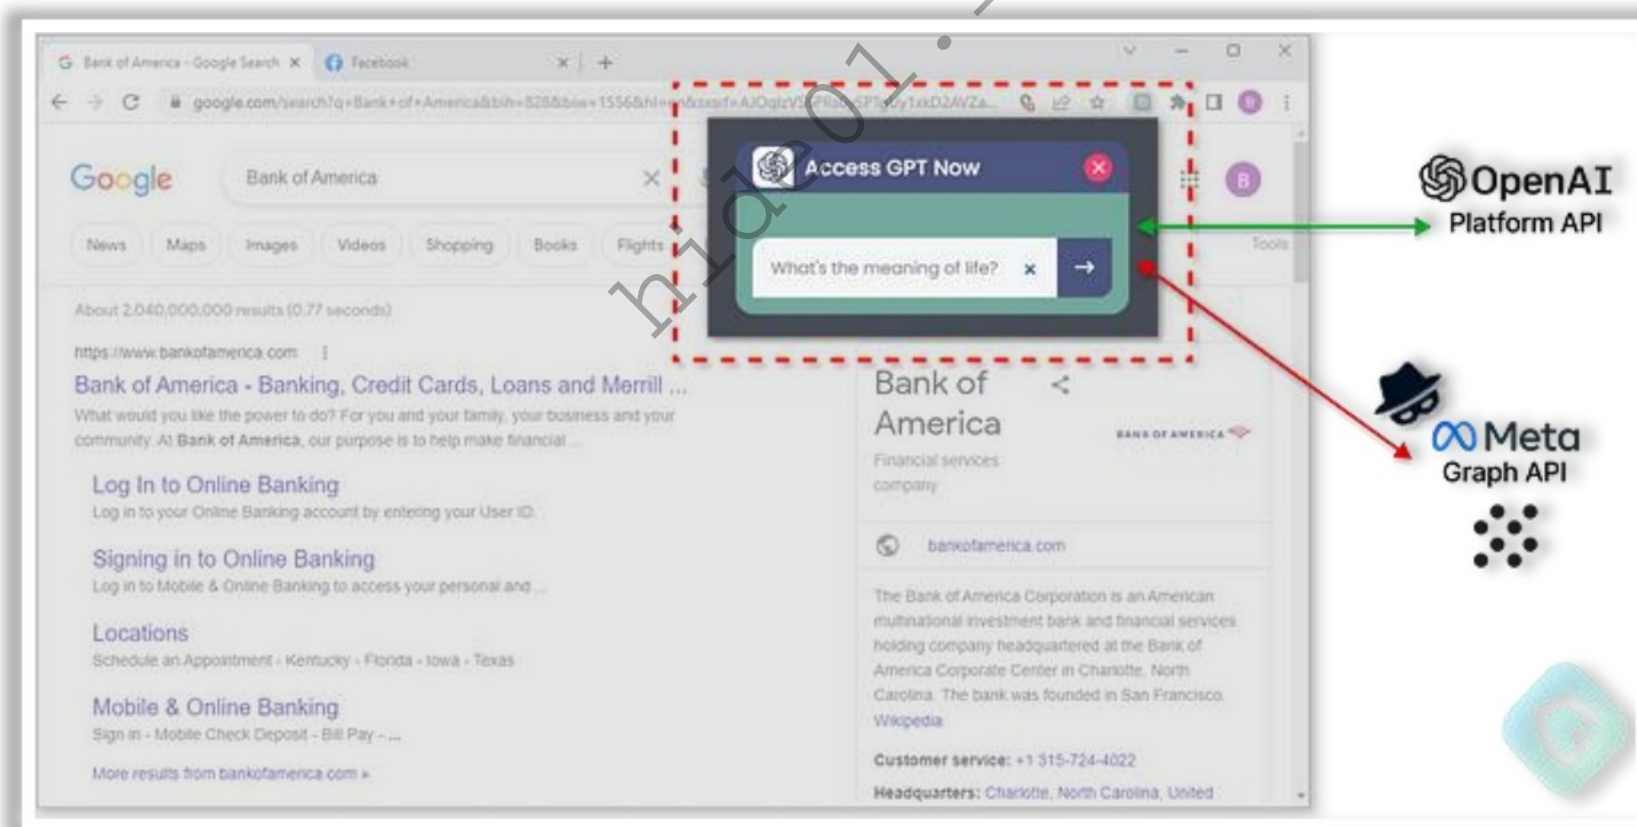 Bank of America - Google Search
Facebook
Google
Bank of America
News Maps Images Videos Shopping Books Flights
Tools
About 2,040,000,000 results (0.77 seconds)
https://www.bankofamerica.com
Bank of America - Banking, Credit Cards, Loans and Merrill ...
What would you like the power to do? For you and your family, your business and your
community. At Bank of America, our purpose is to help make financial ...
Log In to Online Banking
Log in to your Online Banking account by entering your User ID.
Signing in to Online Banking
Log in to Mobile & Online Banking to access your personal and ...
Locations
Schedule an Appointment - Kentucky - Florida - Iowa - Texas
Mobile & Online Banking
Sign in - Mobile Check Deposit - Bill Pay - ...
More results from bankofamerica.com »
Access GPT Now
What's the meaning of life?
B
Bank of
America
BANK OF AMERICA
Financial services
company
bankofamerica.com
The Bank of America Corporation is an American
multinational investment bank and financial services
holding company headquartered at the Bank of
America Corporate Center in Charlotte, North
Carolina. The bank was founded in San Francisco.
Wikipedia
Customer service: +1 315-724-4022
Headquarters: Charlotte, North Carolina, United
OpenAI
Platform API
Meta
Graph API
hide01.